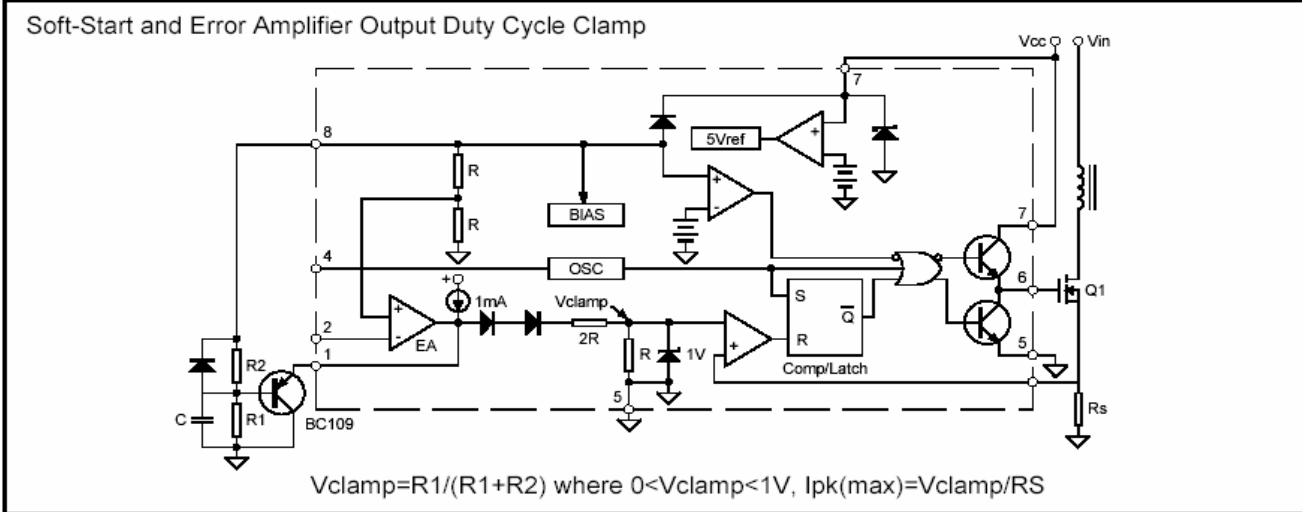 Soft-Start and Error Amplifier Output Duty Cycle Clamp
Vcc Vin
7
8
5Vref
+
R
+
-
R
BIAS
7
4
OSC
6
+
1mA
Vclamp
S
Q
Q1
+
-
EA
2R
R
1V
R
2
+
5
1
Comp/Latch
R2
5
Rs
C
R1
BC109
Vclamp=R1/(R1+R2) where 0<Vclamp<1V, Ipk(max)=Vclamp/RS